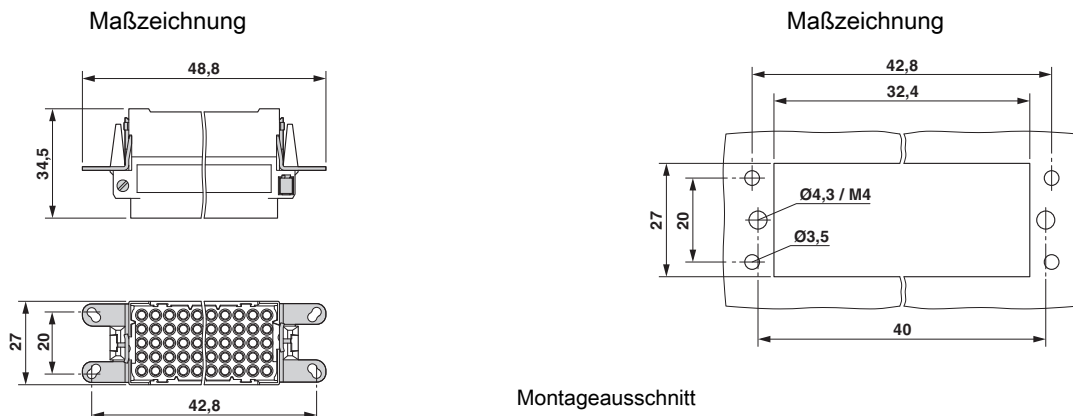 Maßzeichnung
48,8
34,5
27
20
42,8
Maßzeichnung
42,8
32,4
27
20
Ø4,3 / M4
Ø3,5
40
Montageausschnitt